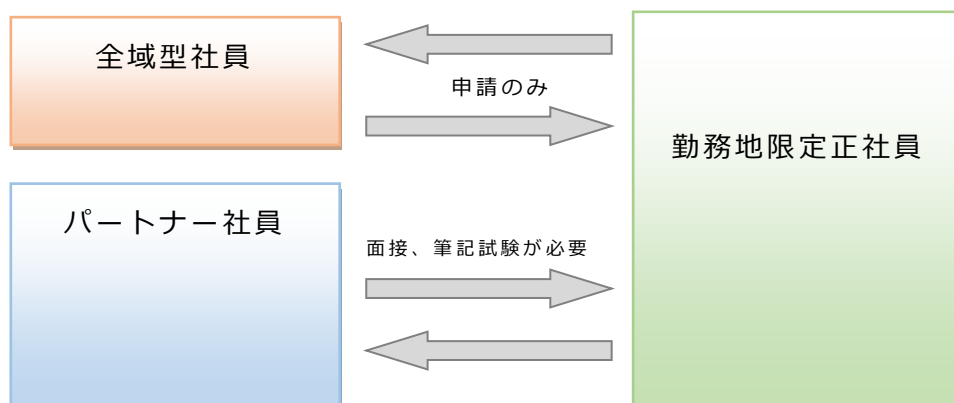 全域型社員
申請のみ
勤務地限定正社員
パートナー社員
面接、筆記試験が必要